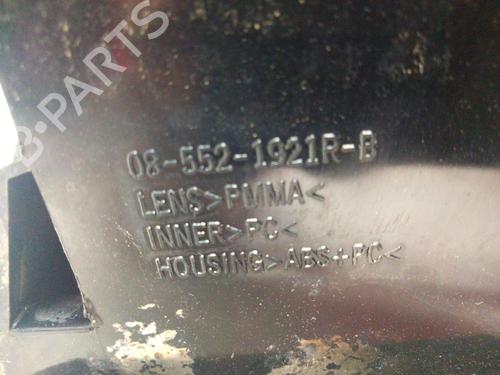 B-PARTS
08-552-1921R-B
LENS>PMMA<
INNER>PC<
HOUSING>ABS+PC<